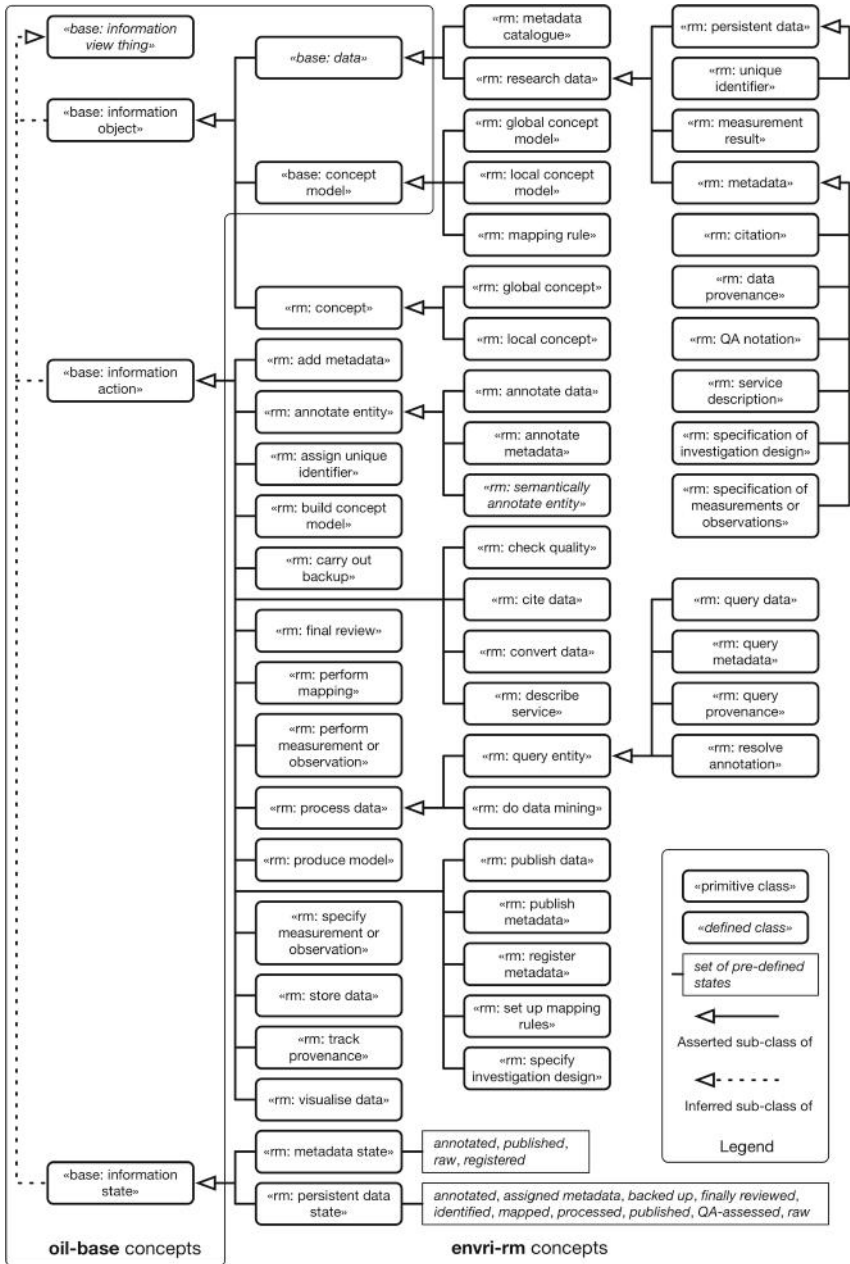 «base: information
view thing»
«base: information
object»
«base: information
action»
«base: information
state»
«base: data»
«base: concept
model»
«rm: concept»
«rm: add metadata»
«rm: annotate entity»
«rm: assign unique
identifier»
«rm: build concept
model»
«rm: carry out
backup»
«rm: final review»
«rm: perform
mapping»
«rm: perform
measurement or
observation»
«rm: process data»
«rm: produce model»
«rm: specify
measurement or
observation»
«rm: store data»
«rm: track
provenance»
«rm: visualise data»
«rm: metadata state»
«rm: persistent data
state»
«rm: metadata
catalogue»
«rm: research data»
«rm: global concept
model»
«rm: local concept
model»
«rm: mapping rule»
«rm: global concept»
«rm: local concept»
«rm: annotate data»
«rm: annotate
metadata»
«rm: semantically
annotate entity»
«rm: check quality»
«rm: cite data»
«rm: convert data»
«rm: describe
service»
«rm: query entity»
«rm: do data mining»
«rm: publish data»
«rm: publish
metadata»
«rm: register
metadata»
«rm: set up mapping
rules»
«rm: specify
investigation design»
annotated, published,
raw, registered
annotated, assigned metadata, backed up, finally reviewed,
identified, mapped, processed, published, QA-assessed, raw
«rm: persistent data»
«rm: unique
identifier»
«rm: measurement
result»
«rm: metadata»
«rm: citation»
«rm: data
provenance»
«rm: QA notation»
«rm: service
description»
«rm: specification of
investigation design»
«rm: specification of
measurements or
observations»
«rm: query data»
«rm: query
metadata»
«rm: query
provenance»
«rm: resolve
annotation»
«primitive class»
«defined class»
set of pre-defined
states
Asserted sub-class of
Inferred sub-class of
Legend
oil-base concepts
envri-rm concepts